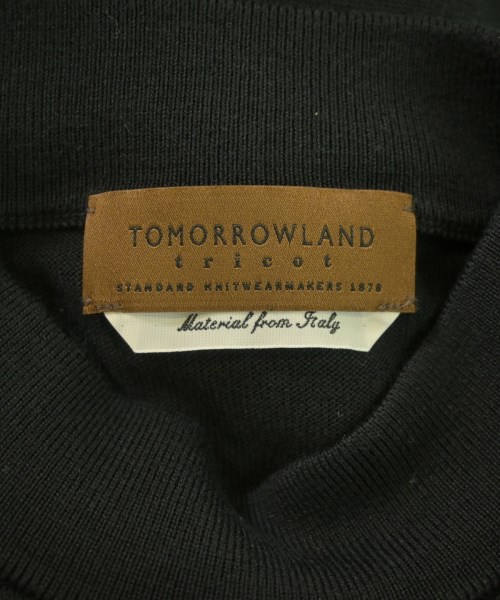 TOMORROWLAND
tricot
STANDARD KNITWEARMAKERS 1978
Material from Italy